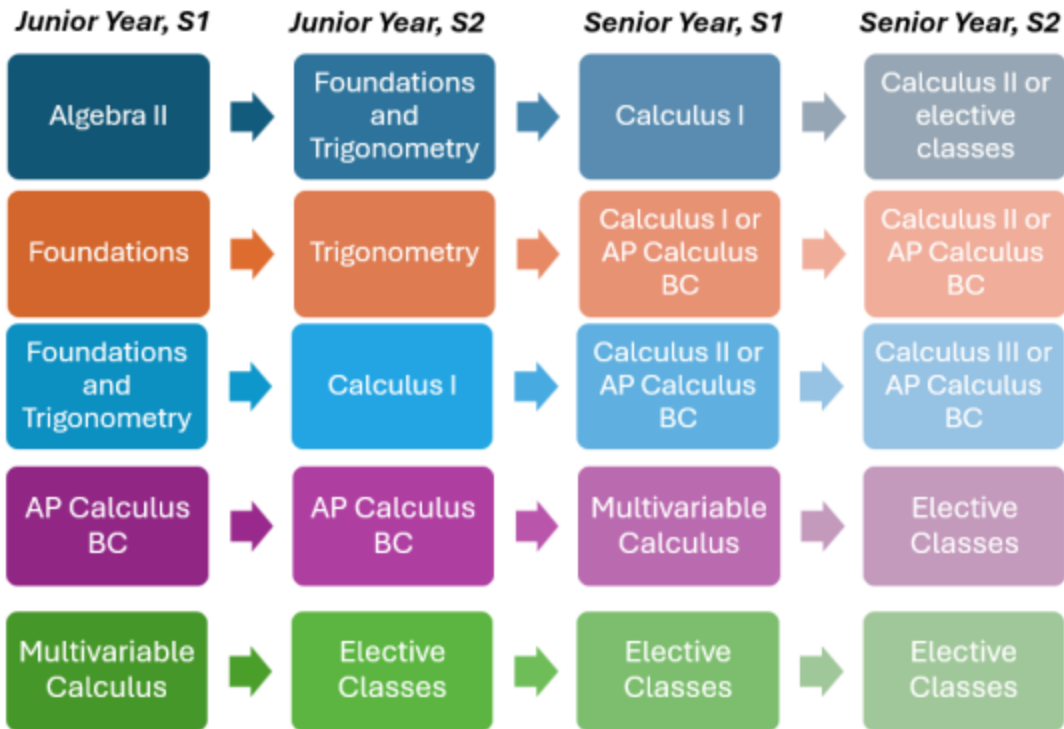 Junior Year, S1
Junior Year, S2
Senior Year, S1
Senior Year, S2
Algebra II
Foundations
and
Trigonometry
Calculus I
Calculus II or
elective
classes
Foundations
Trigonometry
Calculus I or
AP Calculus
BC
Calculus II or
AP Calculus
BC
Foundations
and
Trigonometry
Calculus I
Calculus II or
AP Calculus
BC
Calculus III or
AP Calculus
BC
AP Calculus
BC
AP Calculus
BC
Multivariable
Calculus
Elective
Classes
Multivariable
Calculus
Elective
Classes
Elective
Classes
Elective
Classes